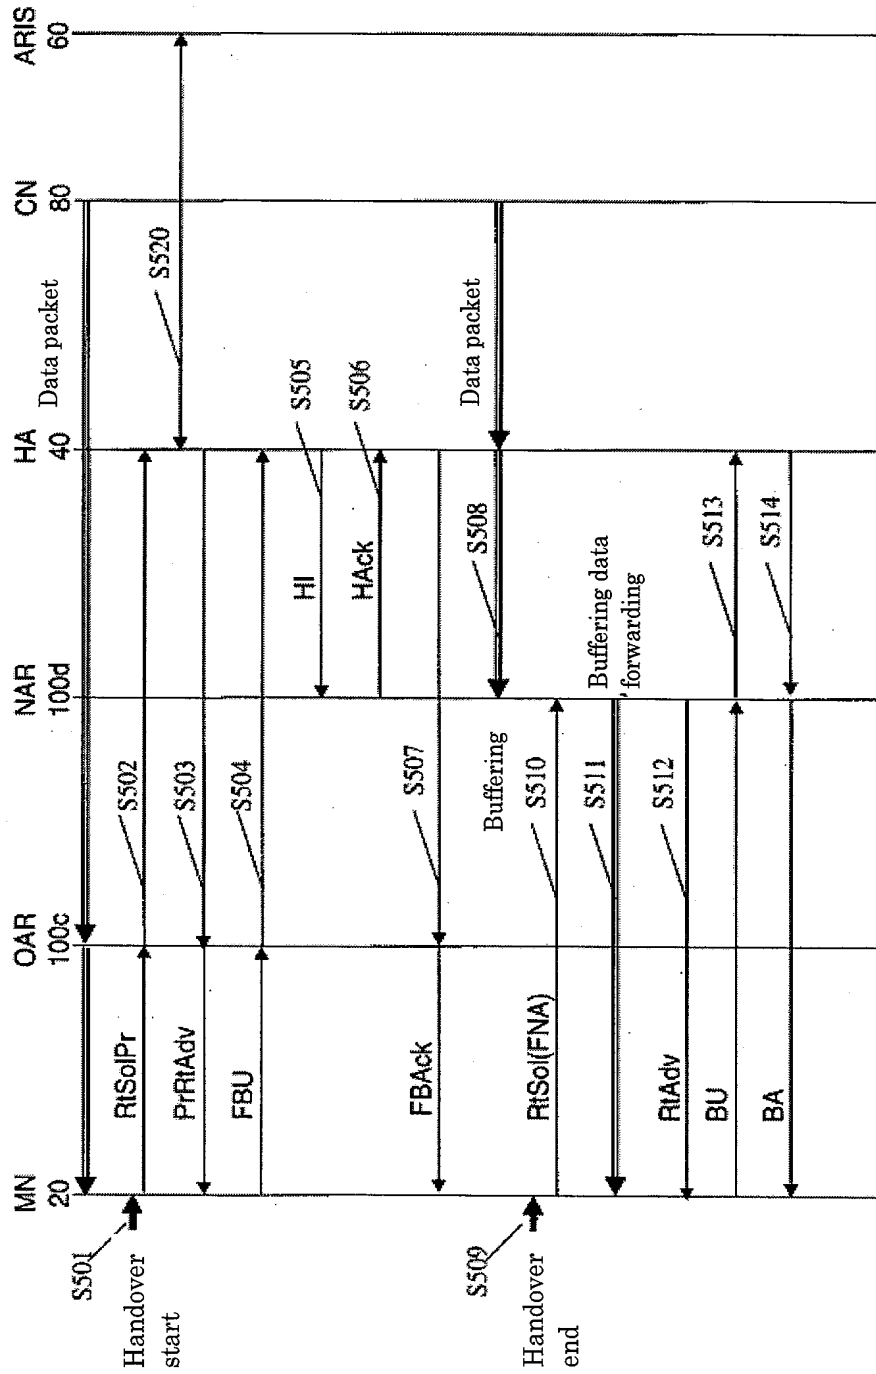 MN
20
OAR
100c
NAR
100d
HA
40
CN
80
ARIS
60
Data packet
S501
Handover
start
RtSolPr
S502
S520
PrRtAdv
S503
FBU
S504
HI
S505
HAck
S506
FBAck
S507
Data packet
S508
Buffering
S509
Handover
end
RtSol(FNA)
S510
Buffering data
forwarding
S511
RtAdv
S512
BU
S513
BA
S514